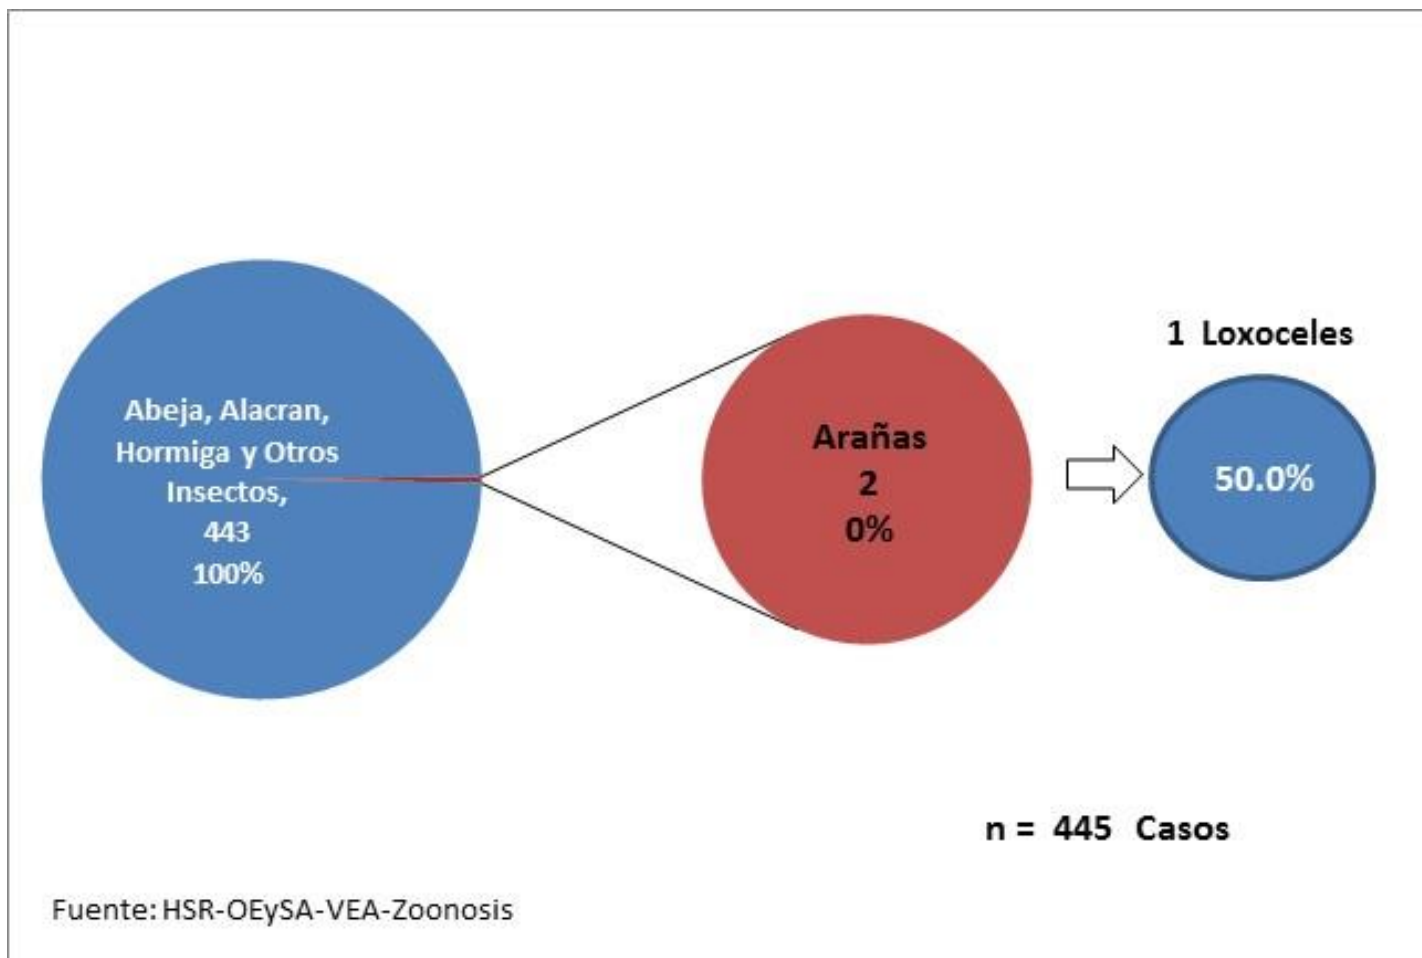 Abeja, Alacran,
Hormiga y Otros
Insectos,
443
100%
Arañas
2
0%
1 Loxoceles
50.0%
n = 445 Casos
Fuente: HSR-OEySA-VEA-Zoonosis